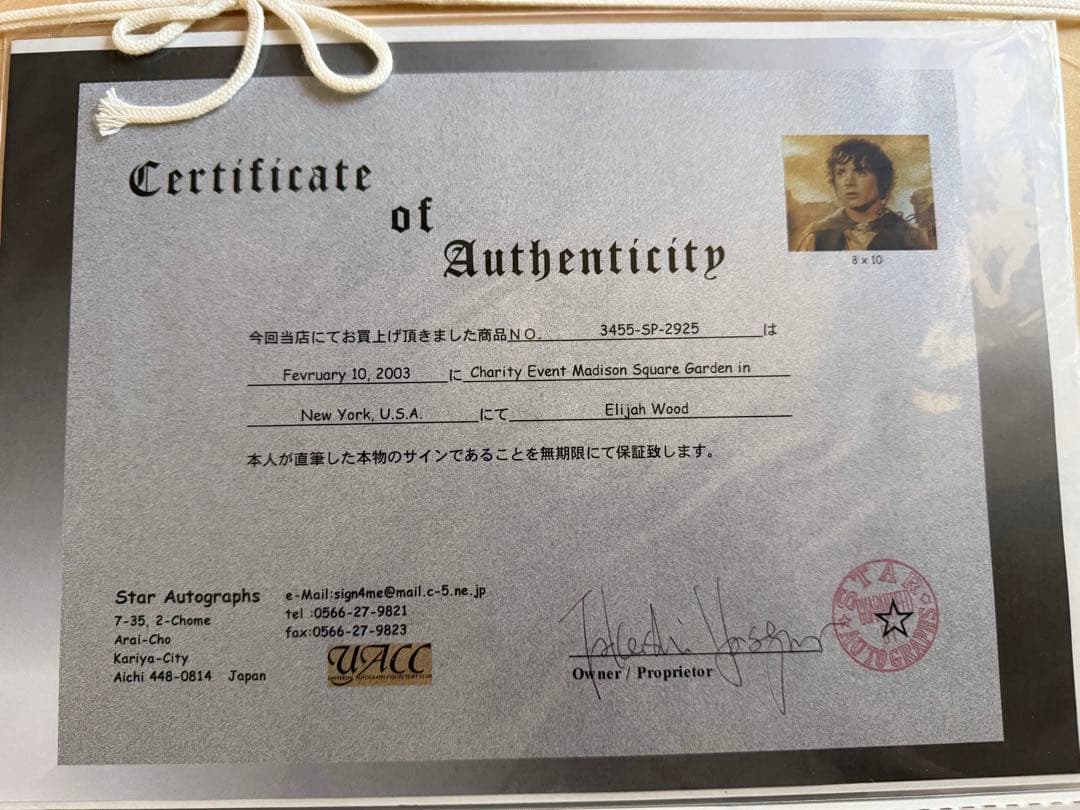 Certificate
of
Authenticity
8 x 10
今回当店にてお買上げ頂きました商品NO. 3455-SP-2925 は
Fevruary 10, 2003 に Charity Event Madison Square Garden in
New York, U.S.A. にて Elijah Wood
本人が直筆した本物のサインであることを無期限にて保証致します。
Star Autographs
7-35, 2-Chome
Arai-Cho
Kariya-City
Aichi 448-0814 Japan
e-Mail:sign4me@mail.c-5.ne.jp
tel :0566-27-9821
fax:0566-27-9823
UACC
UNIVERSAL AUTOGRAPH COLLECTORS CLUB
Owner / Proprietor
STAR
GUARANTEED
AUTOGRAPHS